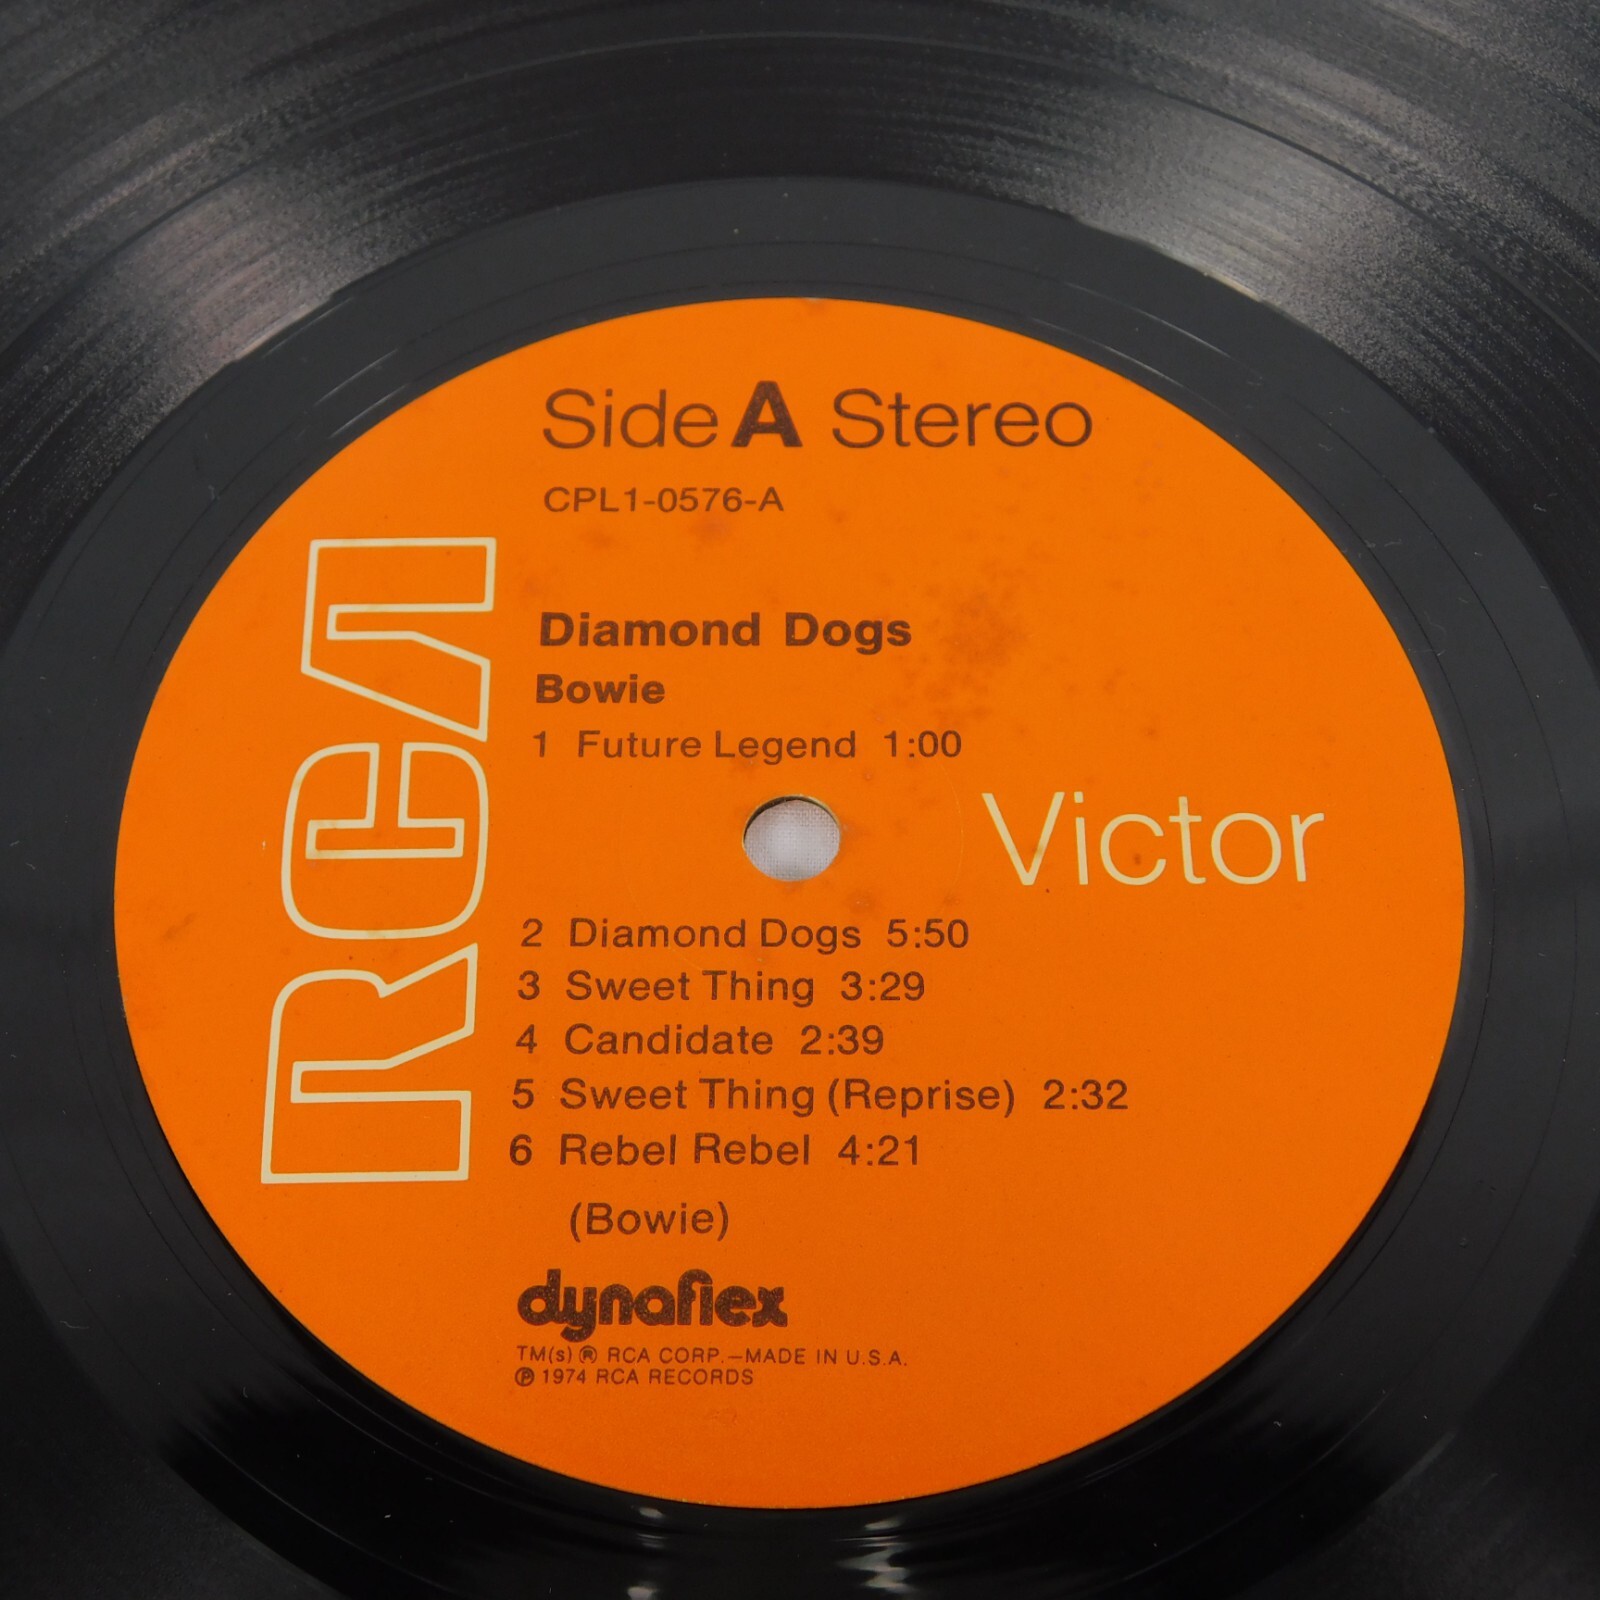 Side A Stereo
CPL1-0576-A
RCA
Diamond Dogs
Bowie
1 Future Legend 1:00
Victor
2 Diamond Dogs 5:50
3 Sweet Thing 3:29
4 Candidate 2:39
5 Sweet Thing (Reprise) 2:32
6 Rebel Rebel 4:21
(Bowie)
dynaflex
TM(s) ® RCA CORP.—MADE IN U.S.A.
℗ 1974 RCA RECORDS